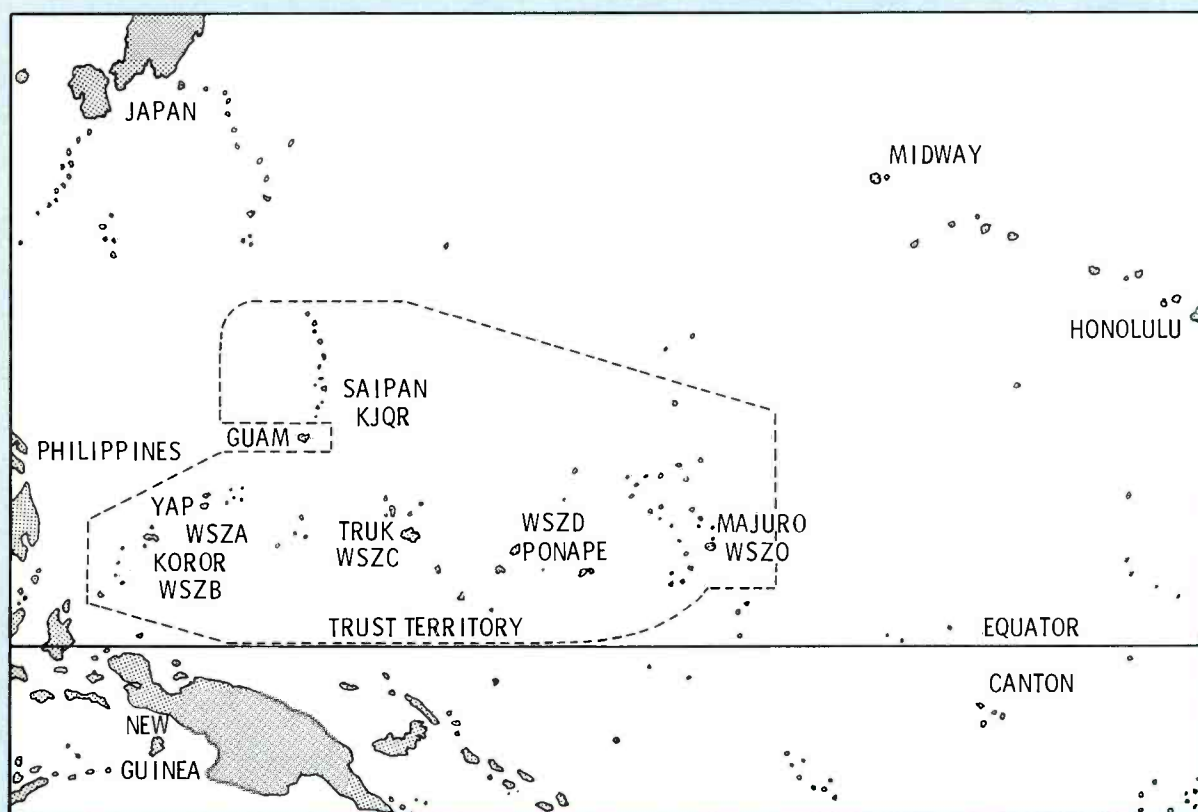 JAPAN
MIDWAY
HONOLULU
SAIPAN
KJQR
GUAM
PHILIPPINES
YAP
WSZA
KOROR
WSZB
TRUK
WSZC
WSZD
PONAPE
MAJURO
WSZO
TRUST TERRITORY
EQUATOR
CANTON
NEW
GUINEA